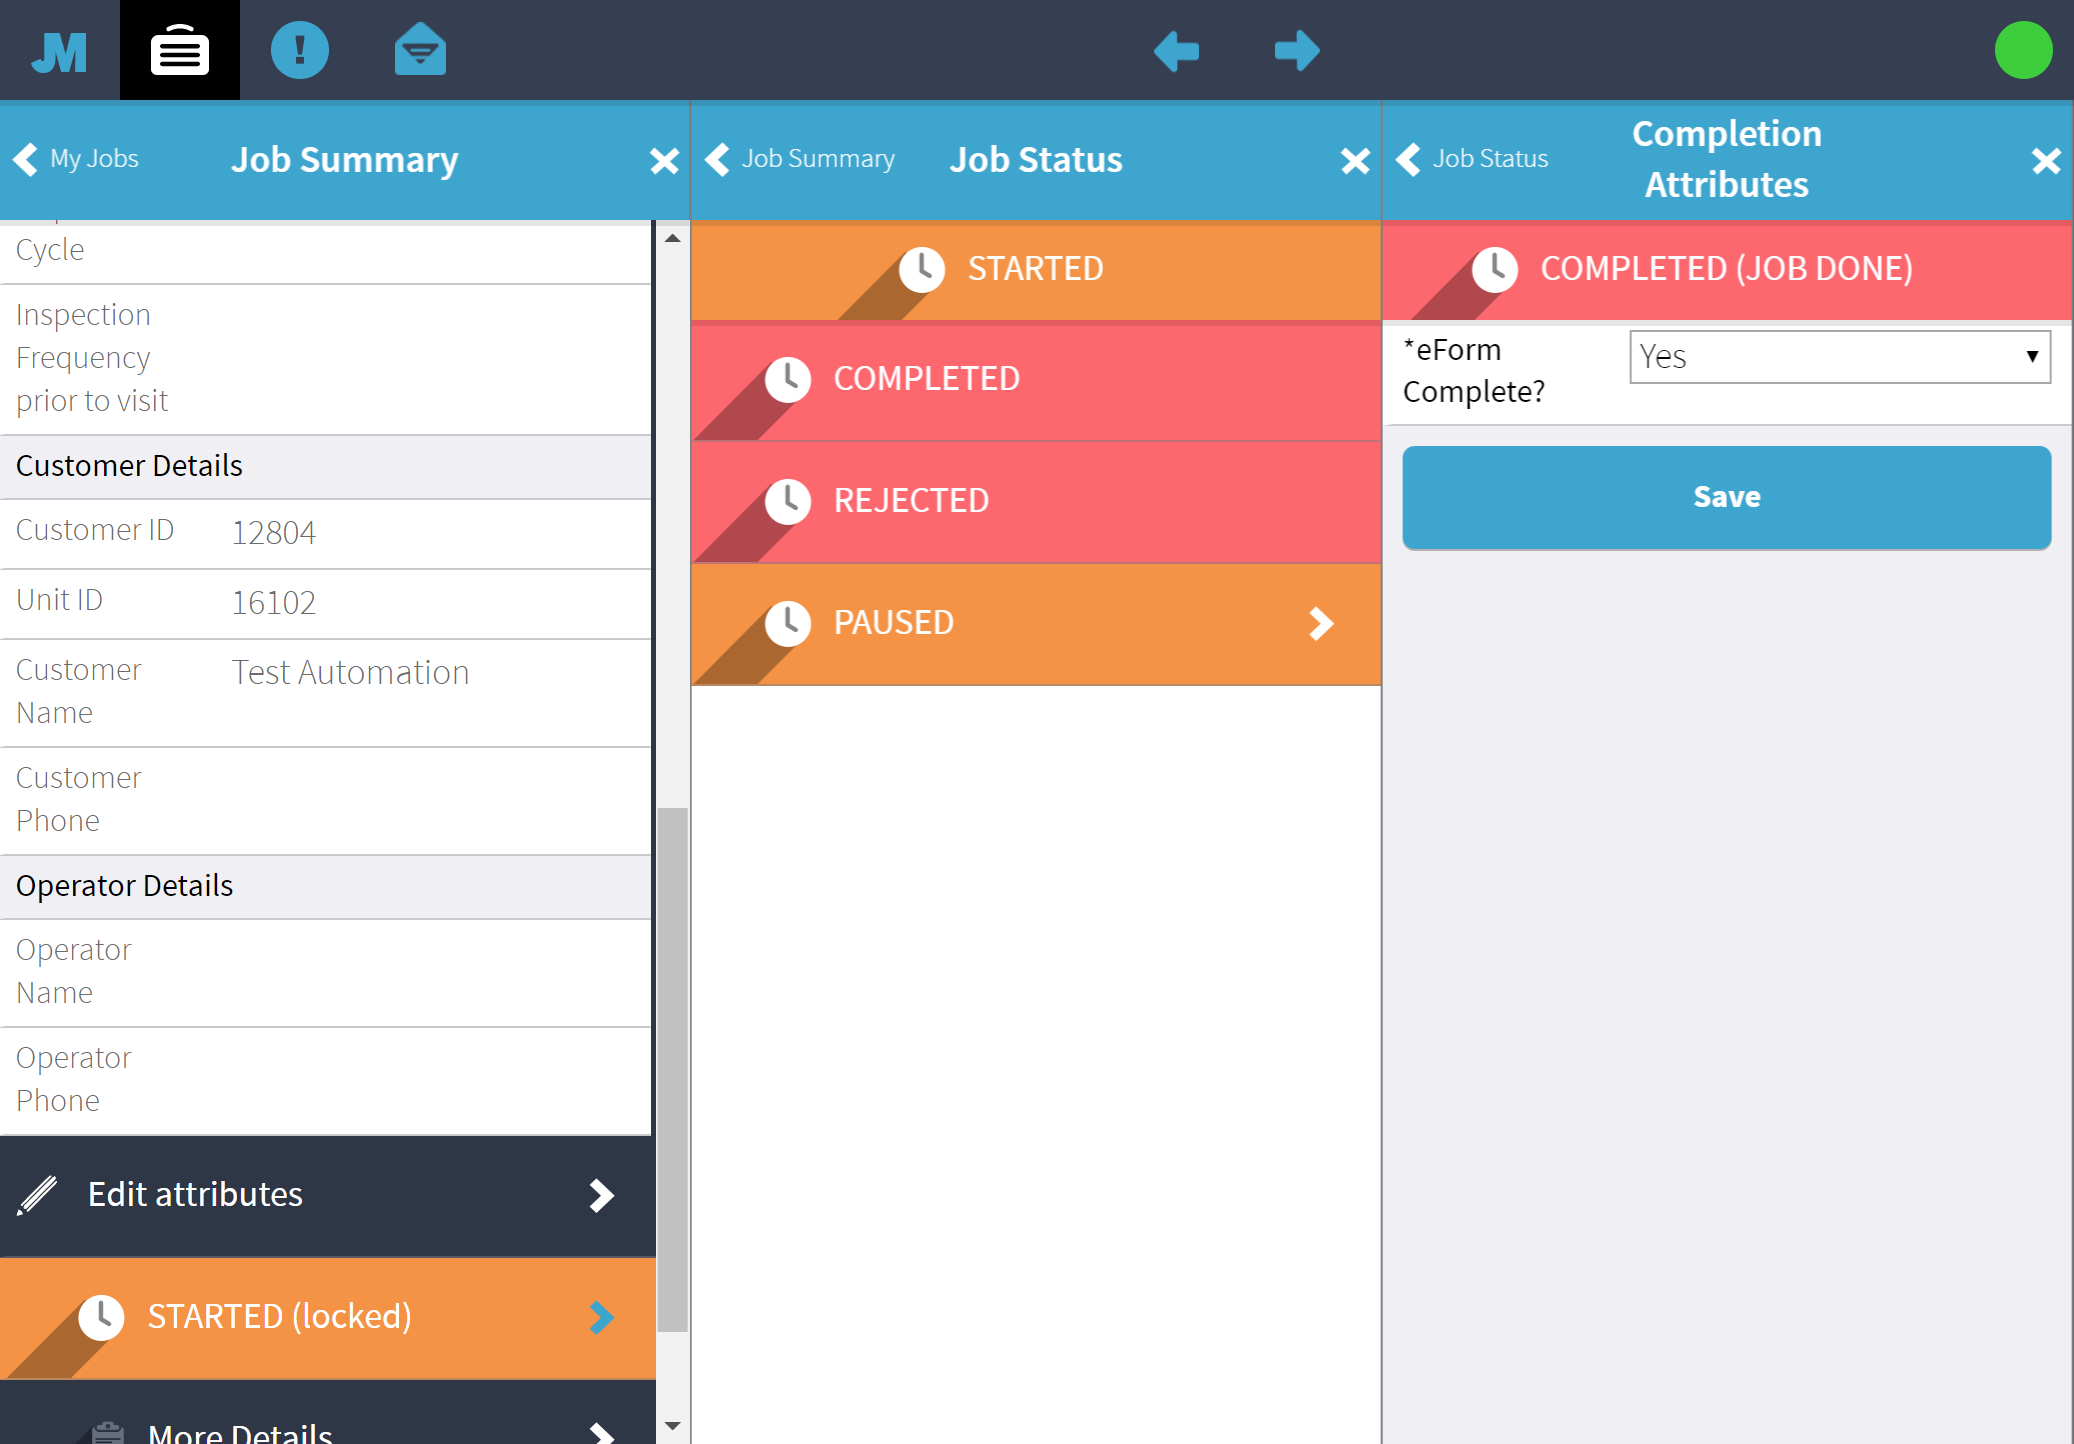 JM
My Jobs
Job Summary
Job Summary
Job Status
Job Status
Completion
Attributes
Cycle
Inspection
Frequency
prior to visit
Customer Details
Customer ID 12804
Unit ID 16102
Customer
Name
Test Automation
Customer
Phone
Operator Details
Operator
Name
Operator
Phone
Edit attributes
STARTED (locked)
More Details
STARTED
COMPLETED
REJECTED
PAUSED
COMPLETED (JOB DONE)
*eForm
Complete?
Yes
Save